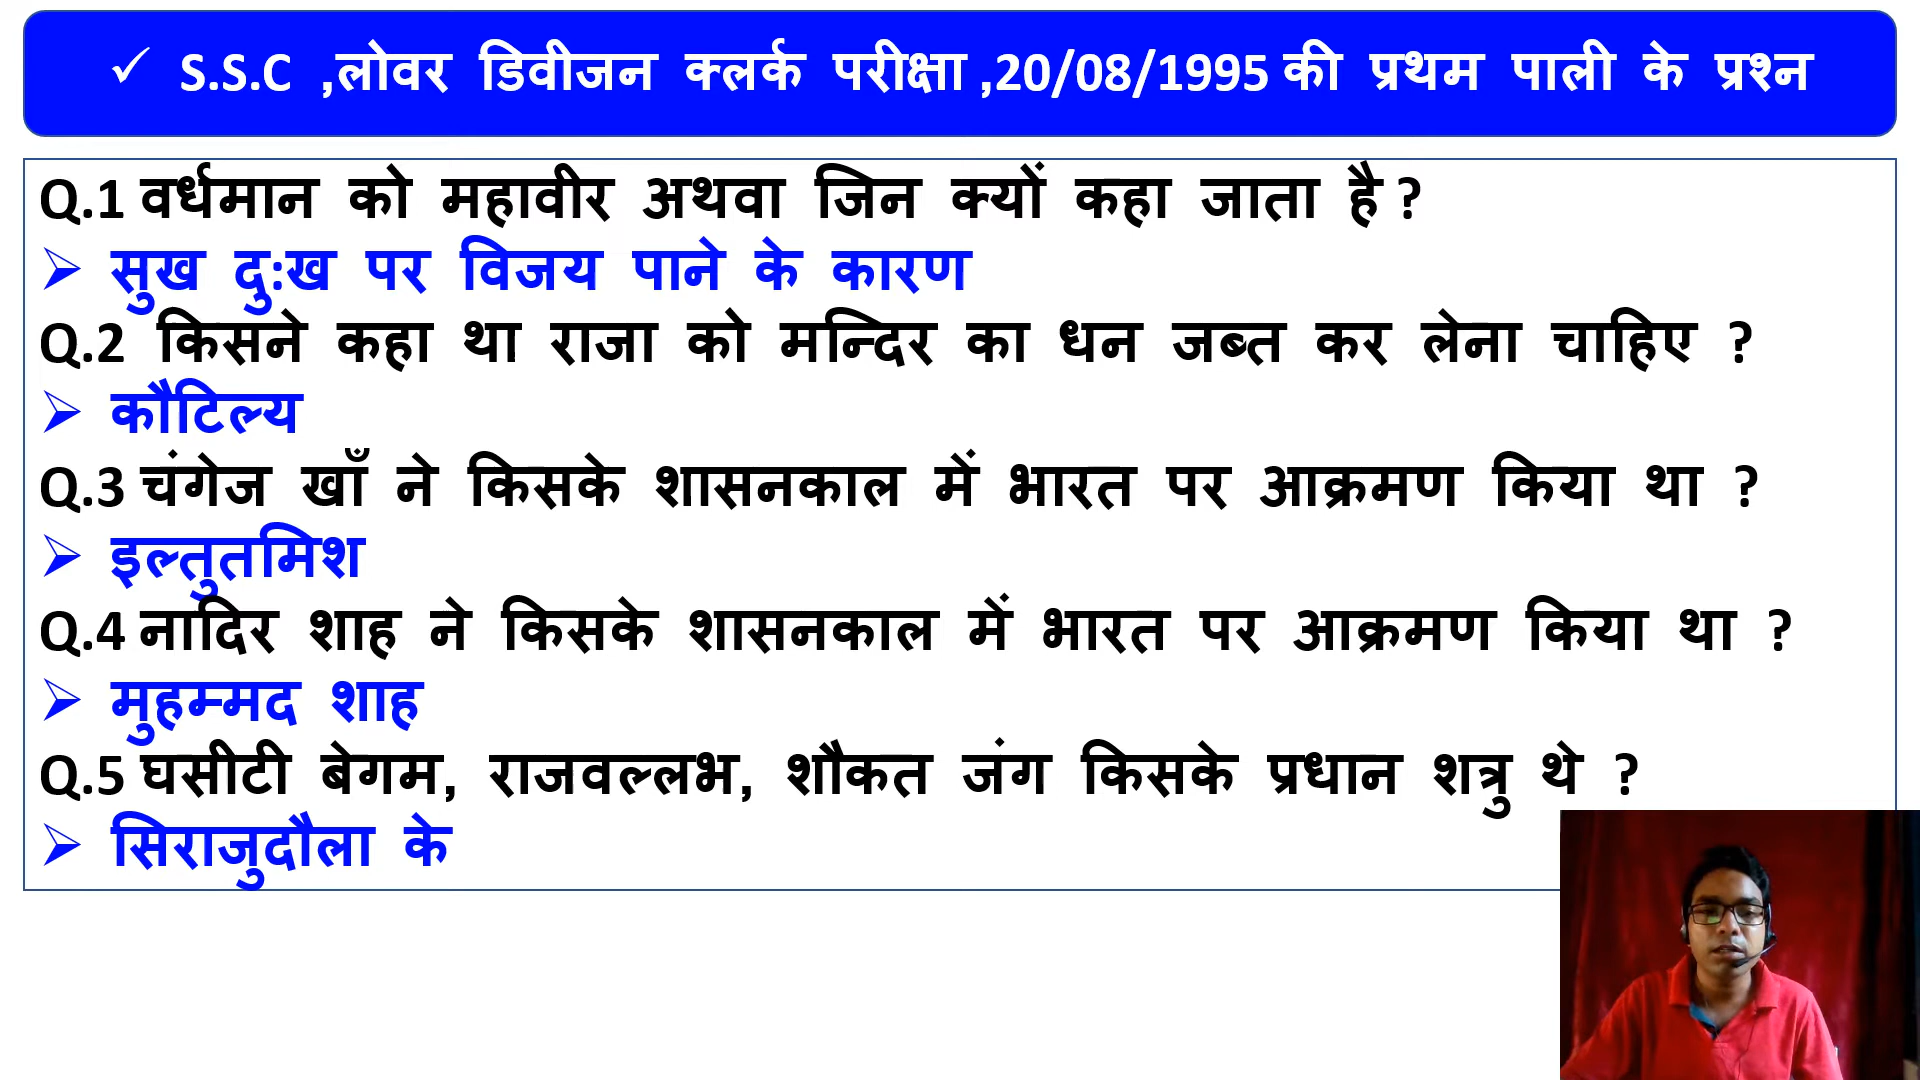 ✓ S.S.C ,लोवर डिवीजन क्लर्क परीक्षा ,20/08/1995 की प्रथम पाली के प्रश्न
Q.1 वर्धमान को महावीर अथवा जिन क्यों कहा जाता है ?
➢ सुख दु:ख पर विजय पाने के कारण
Q.2 किसने कहा था राजा को मन्दिर का धन जब्त कर लेना चाहिए ?
➢ कौटिल्य
Q.3 चंगेज खाँ ने किसके शासनकाल में भारत पर आक्रमण किया था ?
➢ इल्तुतमिश
Q.4 नादिर शाह ने किसके शासनकाल में भारत पर आक्रमण किया था ?
➢ मुहम्मद शाह
Q.5 घसीटी बेगम, राजवल्लभ, शौकत जंग किसके प्रधान शत्रु थे ?
➢ सिराजुदौला के